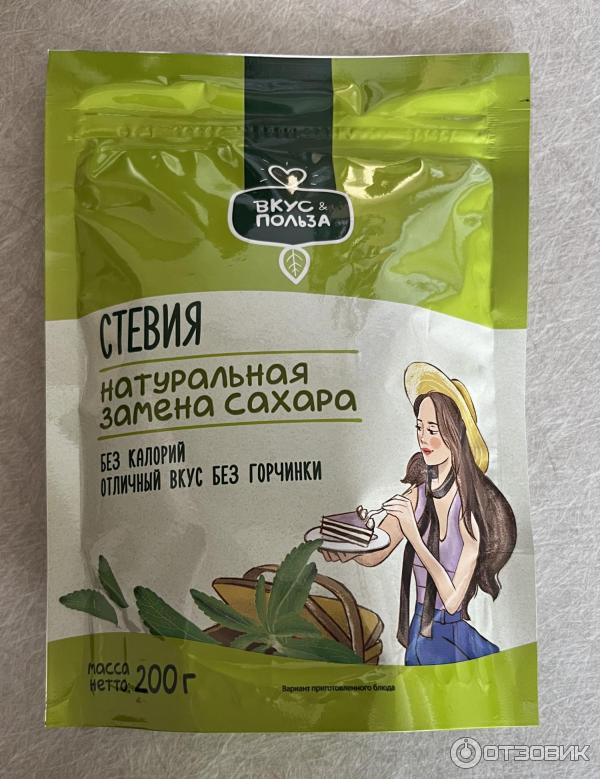 ВКУС &
ПОЛЬЗА
СТЕВИЯ
НАТУРАЛЬНАЯ
ЗАМЕНА САХАРА
БЕЗ КАЛОРИЙ
ОТЛИЧНЫЙ ВКУС БЕЗ ГОРЧИНКИ
масса
нетто: 200 г
Вариант приготовленного блюда
ОТЗОВИК